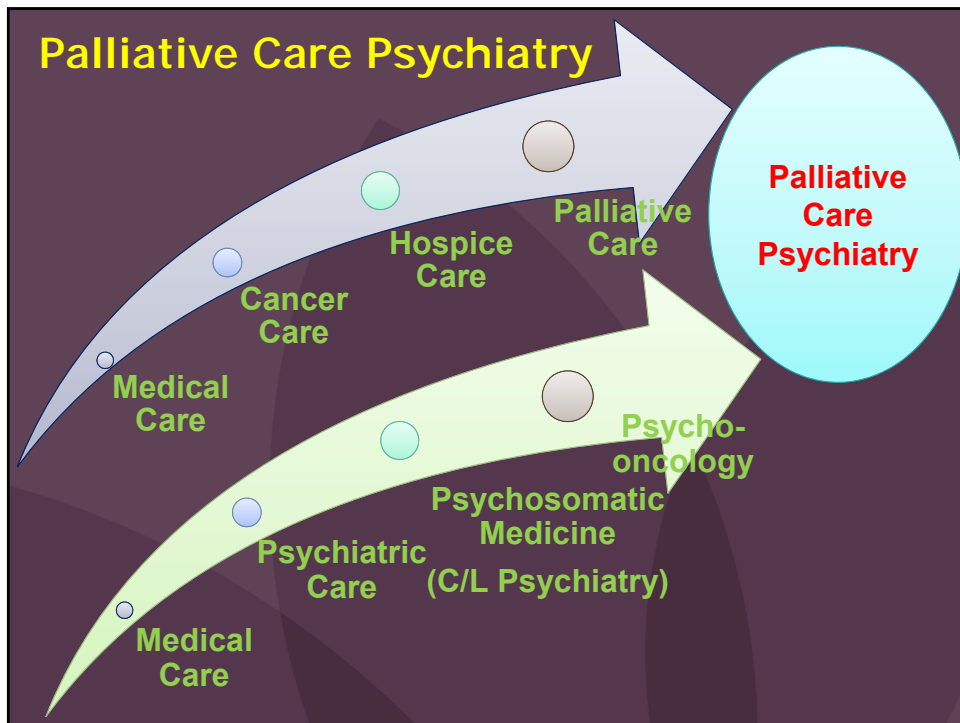 Palliative Care Psychiatry
Palliative
Care
Psychiatry
Palliative
Care
Hospice
Care
Cancer
Care
Medical
Care
Psycho-
oncology
Psychosomatic
Medicine
(C/L Psychiatry)
Psychiatric
Care
Medical
Care